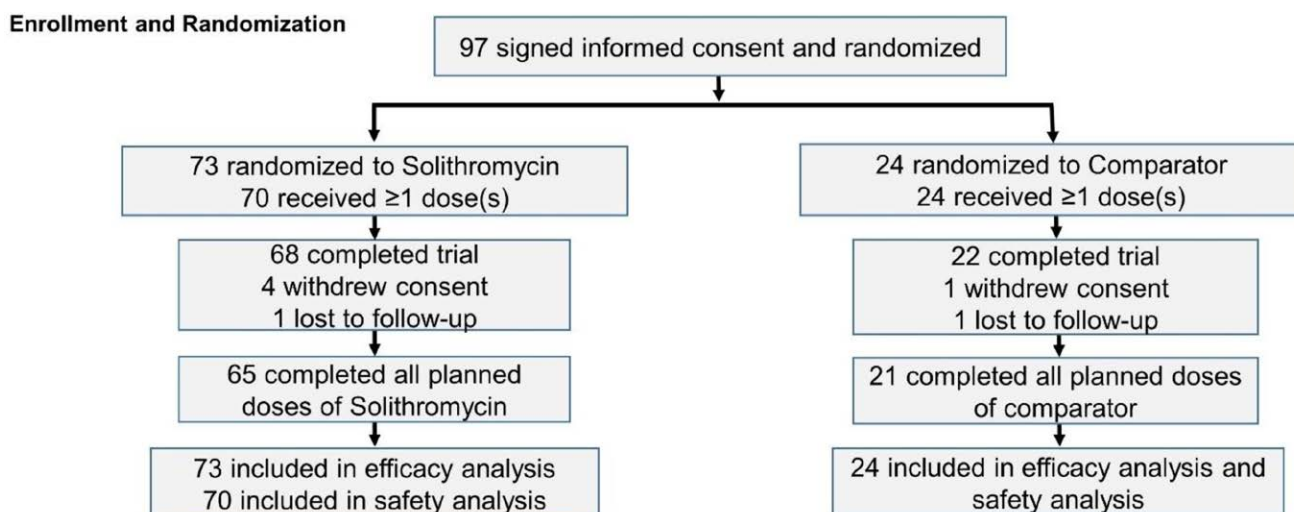 Enrollment and Randomization
97 signed informed consent and randomized
73 randomized to Solithromycin
70 received ≥1 dose(s)
24 randomized to Comparator
24 received ≥1 dose(s)
68 completed trial
4 withdrew consent
1 lost to follow-up
22 completed trial
1 withdrew consent
1 lost to follow-up
65 completed all planned
doses of Solithromycin
21 completed all planned doses
of comparator
73 included in efficacy analysis
70 included in safety analysis
24 included in efficacy analysis and
safety analysis